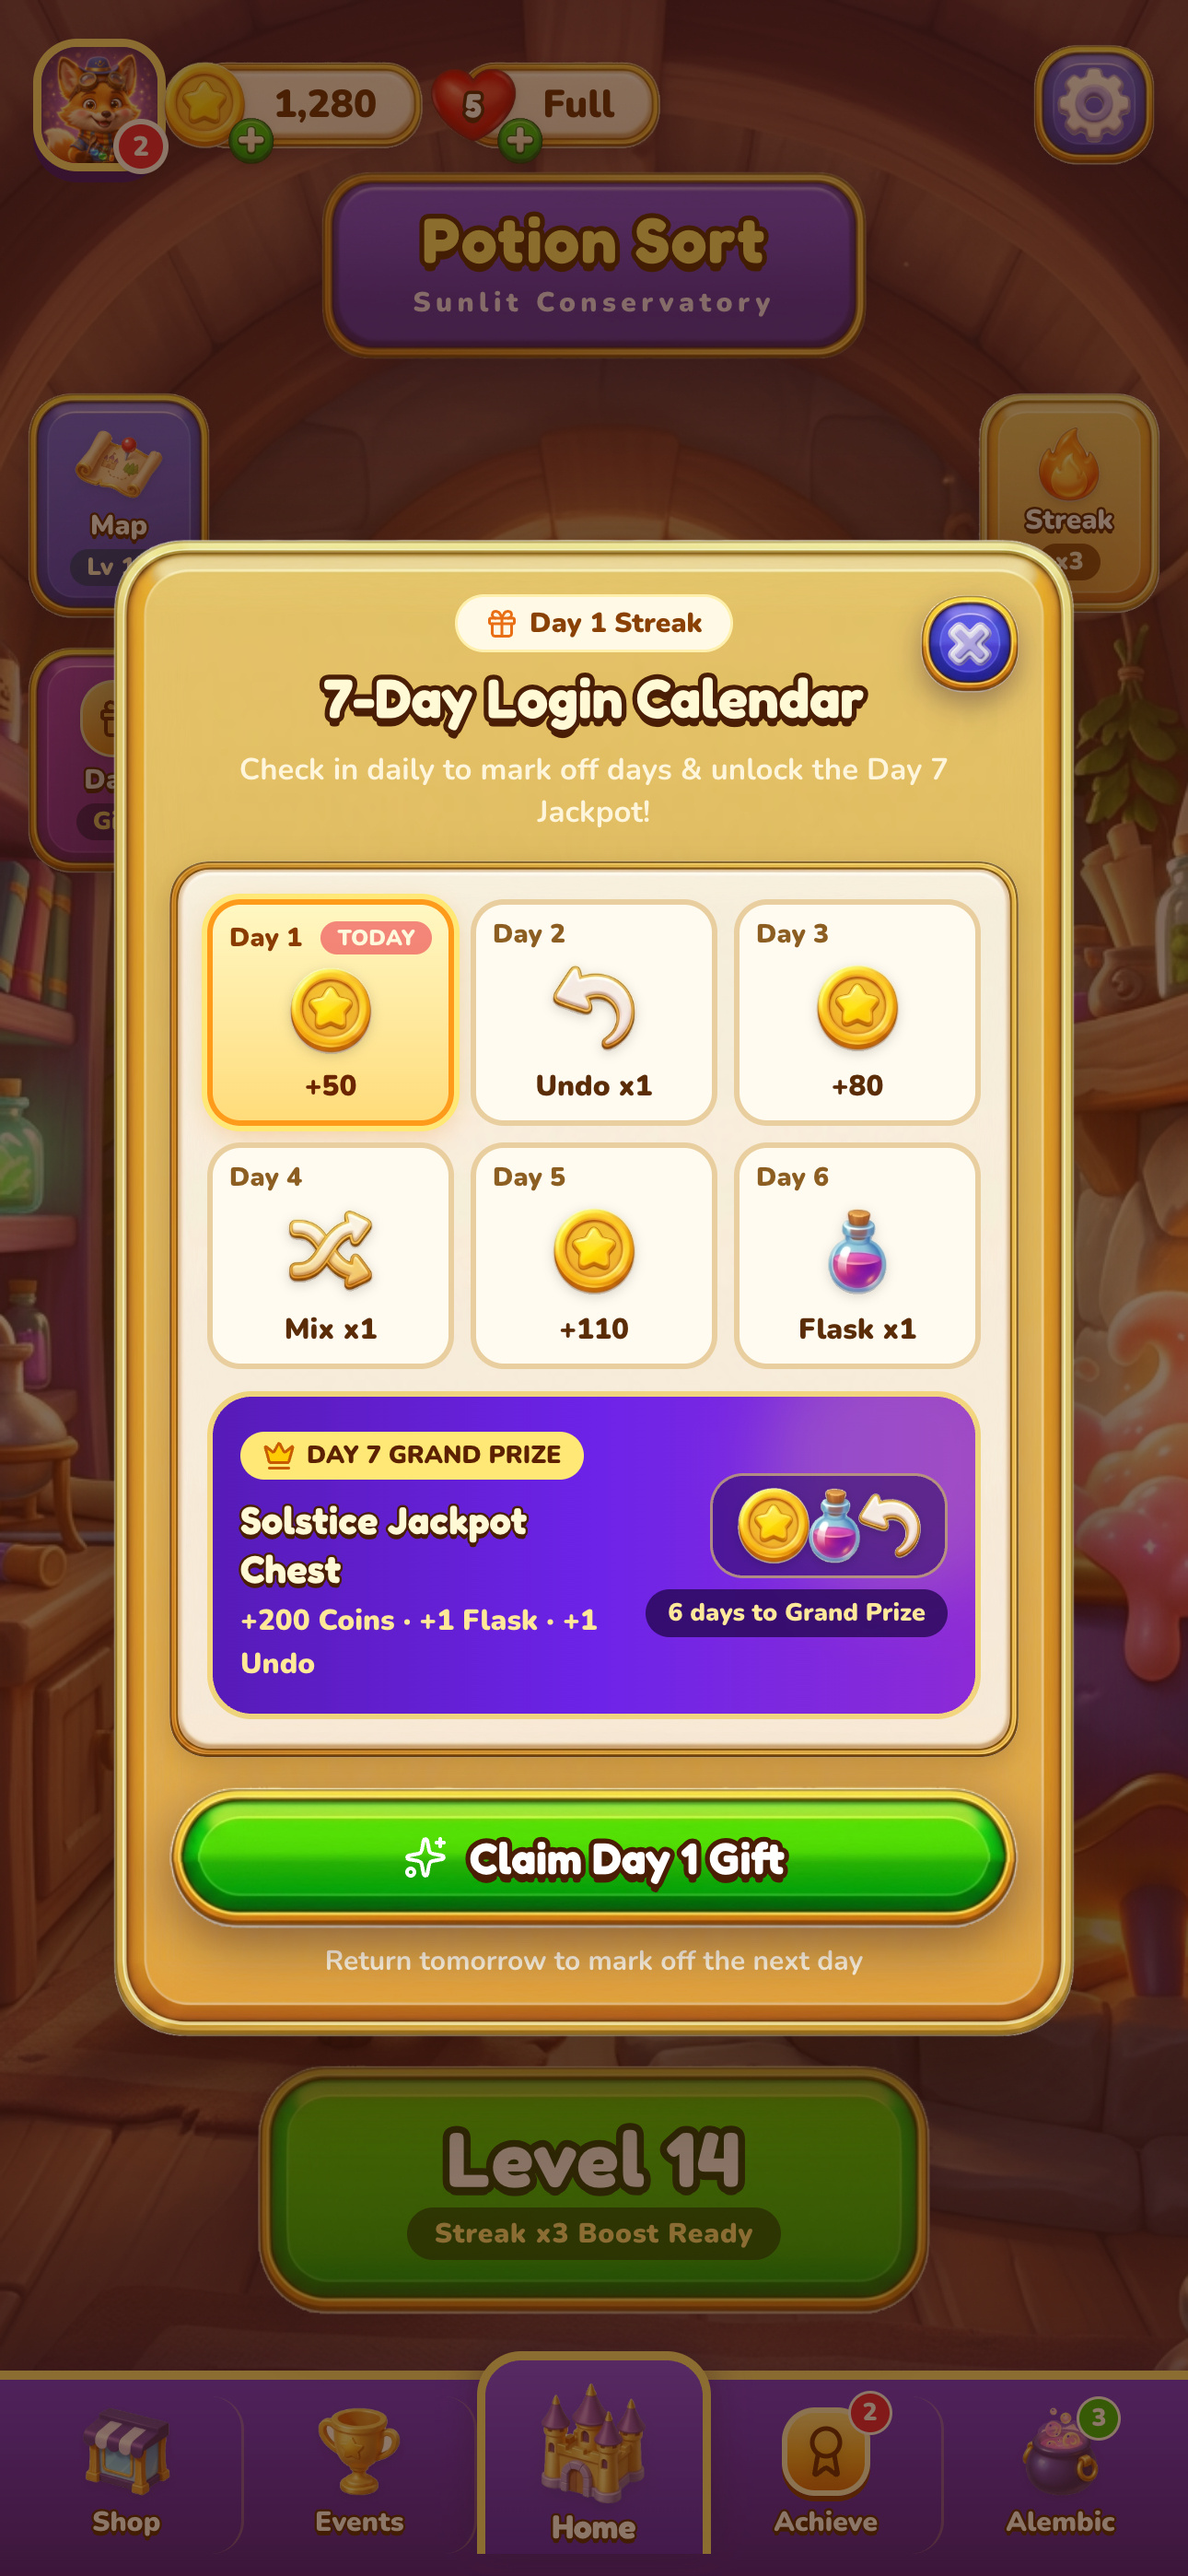 2
1,280
5
Full
Potion Sort
Sunlit Conservatory
Map
Streak
x3
Day 1 Streak
7-Day Login Calendar
Check in daily to mark off days & unlock the Day 7
Jackpot!
Day 1
TODAY
+50
Day 2
Undo x1
Day 3
+80
Day 4
Mix x1
Day 5
+110
Day 6
Flask x1
DAY 7 GRAND PRIZE
Solstice Jackpot
Chest
+200 Coins · +1 Flask · +1
Undo
6 days to Grand Prize
Claim Day 1 Gift
Return tomorrow to mark off the next day
Level 14
Streak x3 Boost Ready
Shop
Events
Home
2
Achieve
3
Alembic